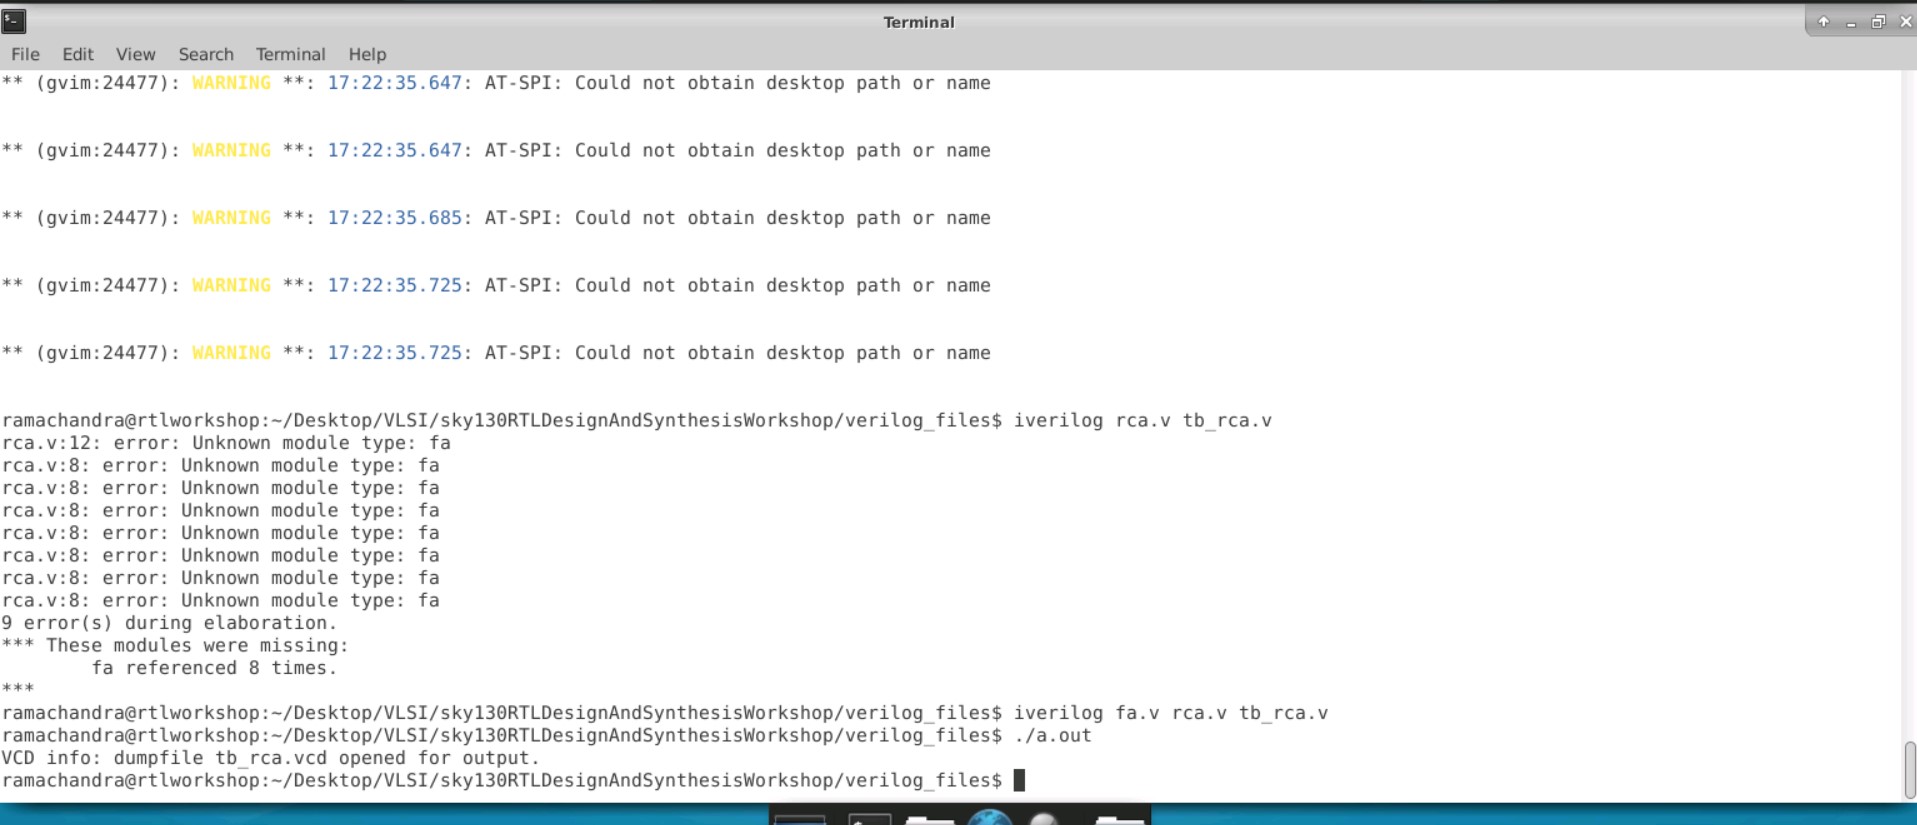 Terminal
File Edit View Search Terminal Help
** (gvim:24477): WARNING **: 17:22:35.647: AT-SPI: Could not obtain desktop path or name
** (gvim:24477): WARNING **: 17:22:35.647: AT-SPI: Could not obtain desktop path or name
** (gvim:24477): WARNING **: 17:22:35.685: AT-SPI: Could not obtain desktop path or name
** (gvim:24477): WARNING **: 17:22:35.725: AT-SPI: Could not obtain desktop path or name
** (gvim:24477): WARNING **: 17:22:35.725: AT-SPI: Could not obtain desktop path or name
ramachandra@rtlworkshop:~/Desktop/VLSI/sky130RTLDesignAndSynthesisWorkshop/verilog_files$ iverilog rca.v tb_rca.v
rca.v:12: error: Unknown module type: fa
rca.v:8: error: Unknown module type: fa
rca.v:8: error: Unknown module type: fa
rca.v:8: error: Unknown module type: fa
rca.v:8: error: Unknown module type: fa
rca.v:8: error: Unknown module type: fa
rca.v:8: error: Unknown module type: fa
rca.v:8: error: Unknown module type: fa
9 error(s) during elaboration.
*** These modules were missing:
        fa referenced 8 times.
***
ramachandra@rtlworkshop:~/Desktop/VLSI/sky130RTLDesignAndSynthesisWorkshop/verilog_files$ iverilog fa.v rca.v tb_rca.v
ramachandra@rtlworkshop:~/Desktop/VLSI/sky130RTLDesignAndSynthesisWorkshop/verilog_files$ ./a.out
VCD info: dumpfile tb_rca.vcd opened for output.
ramachandra@rtlworkshop:~/Desktop/VLSI/sky130RTLDesignAndSynthesisWorkshop/verilog_files$